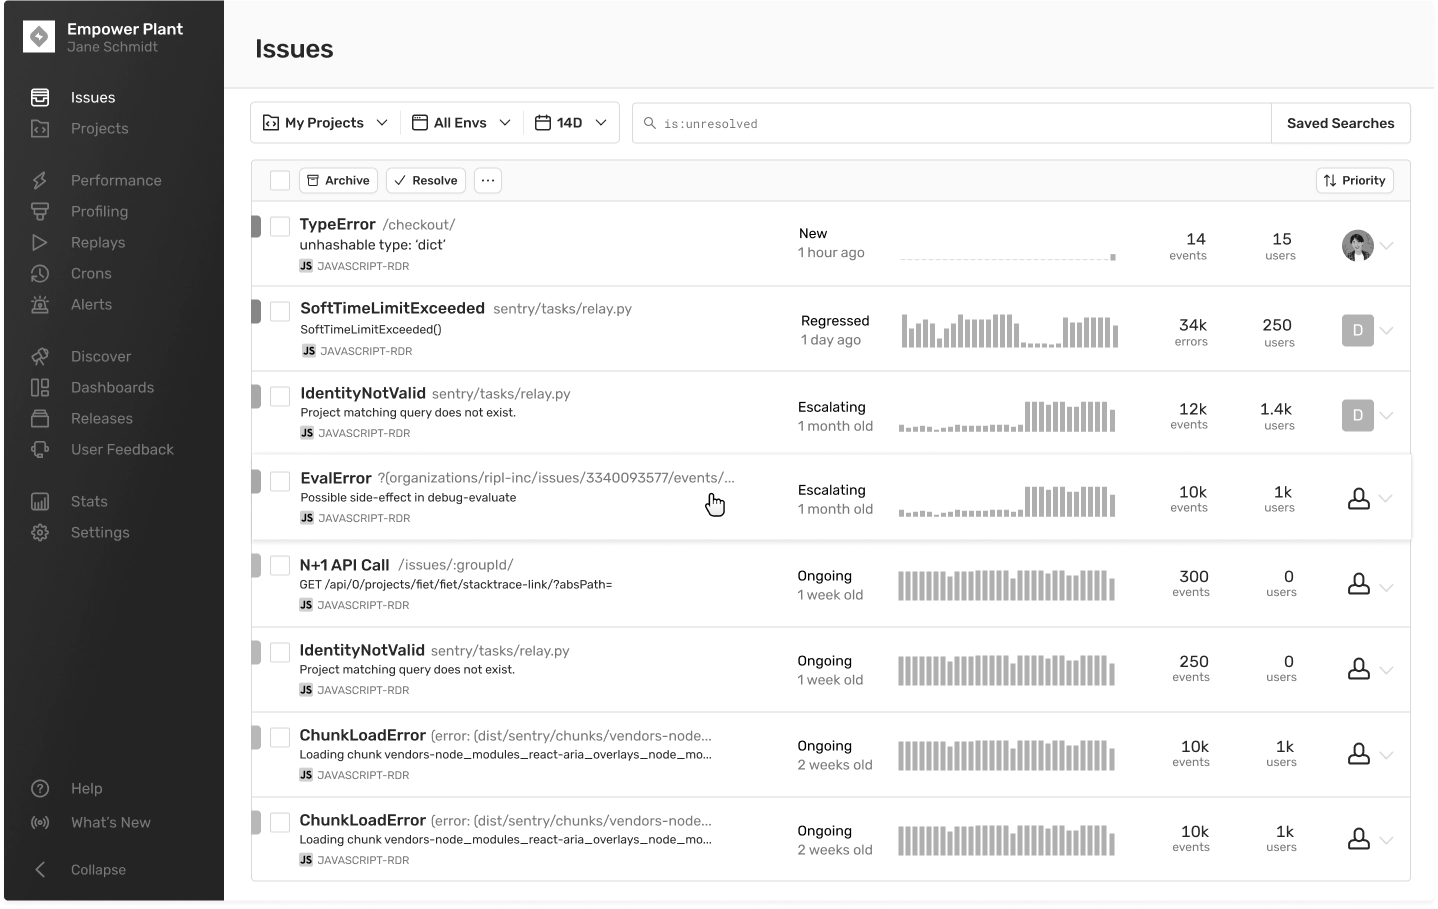 Empower Plant
Jane Schmidt
Issues
Projects
Performance
Profiling
Replays
Crons
Alerts
Discover
Dashboards
Releases
User Feedback
Stats
Settings
Help
What's New
Collapse
Issues
My Projects All Envs 14D is:unresolved Saved Searches
Archive Resolve ... Priority
TypeError /checkout/
unhashable type: ‘dict’
JS JAVASCRIPT-RDR
New
1 hour ago
14 events
15 users
SoftTimeLimitExceeded sentry/tasks/relay.py
SoftTimeLimitExceeded()
JS JAVASCRIPT-RDR
Regressed
1 day ago
34k errors
250 users
D
IdentityNotValid sentry/tasks/relay.py
Project matching query does not exist.
JS JAVASCRIPT-RDR
Escalating
1 month old
12k events
1.4k users
D
EvalError ?(organizations/ripl-inc/issues/3340093577/events/...
Possible side-effect in debug-evaluate
JS JAVASCRIPT-RDR
Escalating
1 month old
10k events
1k users
N+1 API Call /issues/:groupId/
GET /api/0/projects/fiet/fiet/stacktrace-link/?absPath=
JS JAVASCRIPT-RDR
Ongoing
1 week old
300 events
0 users
IdentityNotValid sentry/tasks/relay.py
Project matching query does not exist.
JS JAVASCRIPT-RDR
Ongoing
1 week old
250 events
0 users
ChunkLoadError (error: (dist/sentry/chunks/vendors-node...
Loading chunk vendors-node_modules_react-aria_overlays_node_mo...
JS JAVASCRIPT-RDR
Ongoing
2 weeks old
10k events
1k users
ChunkLoadError (error: (dist/sentry/chunks/vendors-node...
Loading chunk vendors-node_modules_react-aria_overlays_node_mo...
JS JAVASCRIPT-RDR
Ongoing
2 weeks old
10k events
1k users